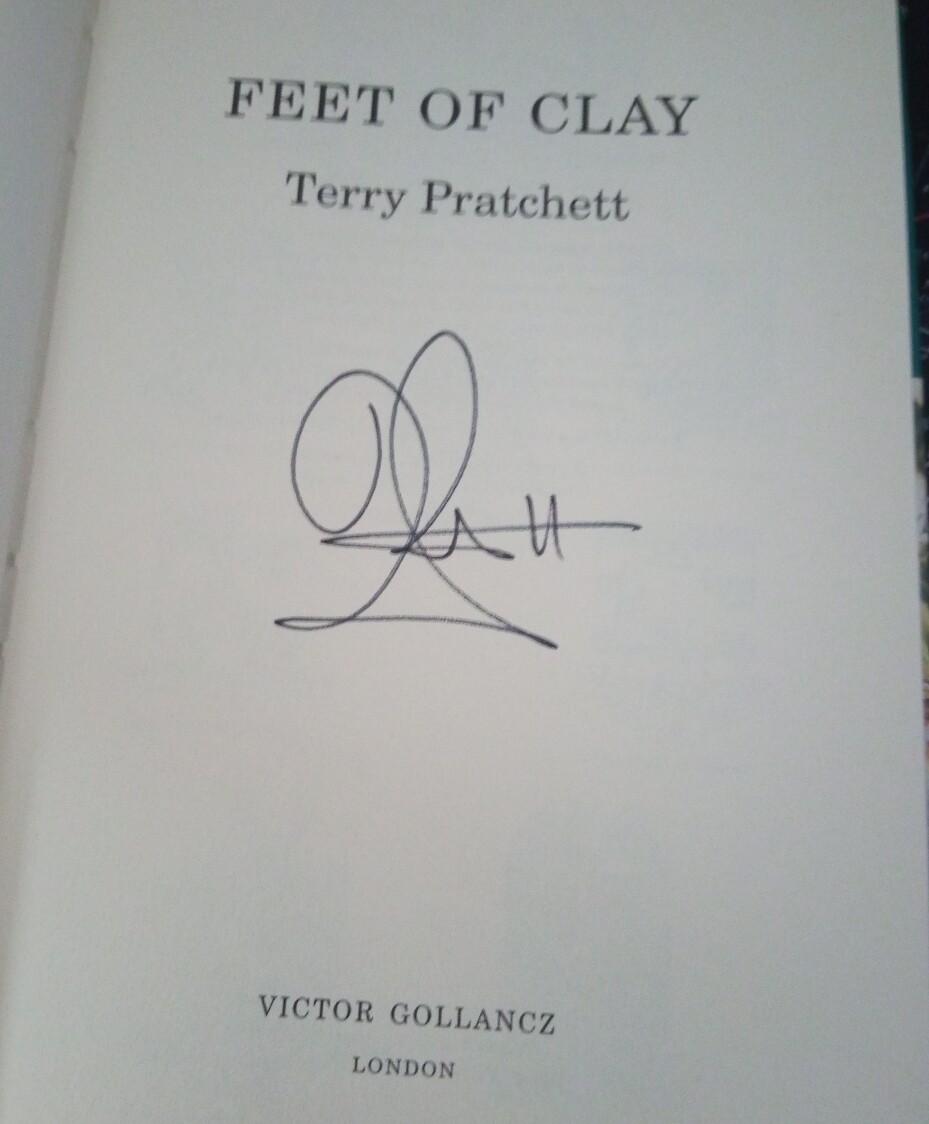 FEET OF CLAY
Terry Pratchett
VICTOR GOLLANCZ
LONDON